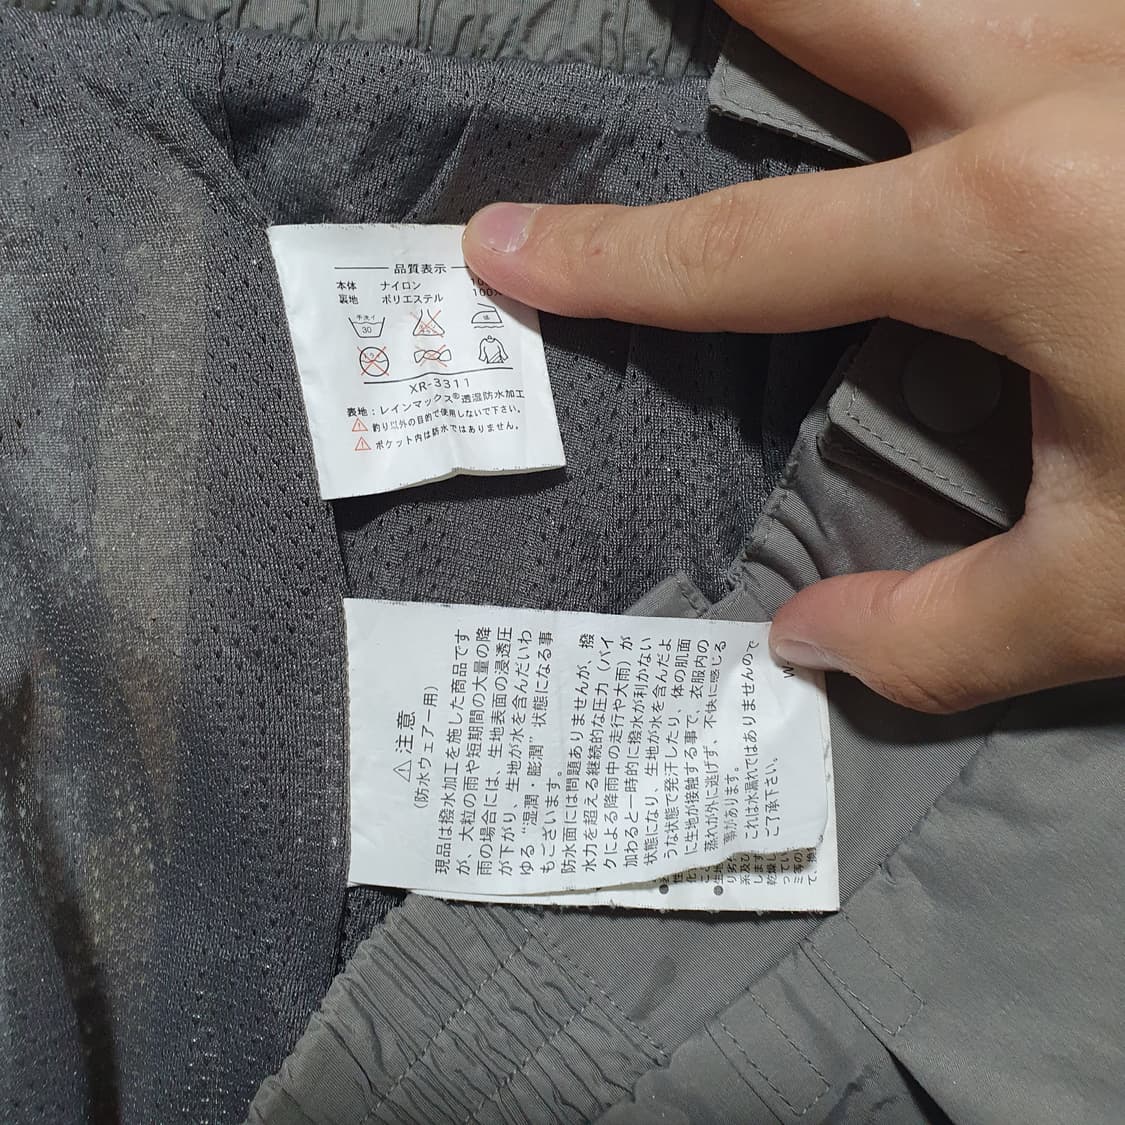 品質表示
本体 ナイロン
裏地 ポリエステル 100%
手洗イ
30
XR-3311
表地：レインマックス®透湿防水加工
⚠釣り以外の目的で使用しないで下さい。
⚠ポケット内は防水ではありません。
⚠注意
（防水ウェアー用）
現品は撥水加工を施した商品です
が、大粒の雨や短期間の大量の降
雨の場合には、生地表面の浸透圧
が下がり、生地が水を含んだいわ
ゆる“湿潤・膨潤”状態になる事
もございます。
防水面には問題ありませんが、撥
水力を超える継続的な圧力（バイ
クによる降雨中の走行や大雨）が
加わると一時的に撥水が利かない
状態になり、生地が水を含んだよ
うな状態で発汗したり、体の肌面
に生地が接触する事で、衣服内の
蒸れが外に逃げず、不快に感じる
事があります。
これは水漏れではありませんので
ご了承下さい。